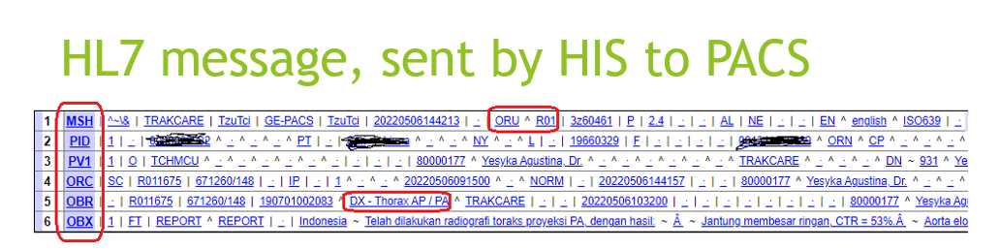 HL7 message, sent by HIS to PACS
1 MSH | ^~\& | TRAKCARE | TzuTci | GE-PACS | TzuTci | 20220506144213 | · | ORU ^ R01 | 3z60461 | P | 2.4 | · | · | AL | NE | · | · | EN ^ english ^ ISO639 | ·
2 PID | 1 | · | ^ · ^ · ^ · ^ PT | · | ^ · ^ · ^ NY ^ · ^ L | · | 19660329 | F | · | · | · | · | ^ ORN ^ CP ^ · ^ · ^ · ^ ·
3 PV1 | 1 | O | TCHMCU ^ · ^ · ^ · ^ · ^ · ^ · ^ · | · | · | · | 80000177 ^ Yesyka Agustina, Dr. ^ · ^ · ^ · ^ · ^ · ^ · ^ TRAKCARE ^ · ^ · ^ · ^ DN ~ 931 ^ Ye
4 ORC | SC | R011675 | 671260/148 | · | IP | · | 1 ^ · ^ · ^ 20220506091500 ^ · ^ NORM | · | 20220506144157 | · | · | 80000177 ^ Yesyka Agustina, Dr. ^ · ^ · ^ · ^ ·
5 OBR | · | R011675 | 671260/148 | 190701002083 ^ DX - Thorax AP / PA ^ TRAKCARE | · | · | 20220506103200 | · | · | · | · | · | · | · | 80000177 ^ Yesyka Ag
6 OBX | 1 | FT | REPORT ^ REPORT | · | Indonesia ~ Telah dilakukan radiografi toraks proyeksi PA, dengan hasil: ~ Â ~ Jantung membesar ringan, CTR = 53%.Â ~ Aorta elo